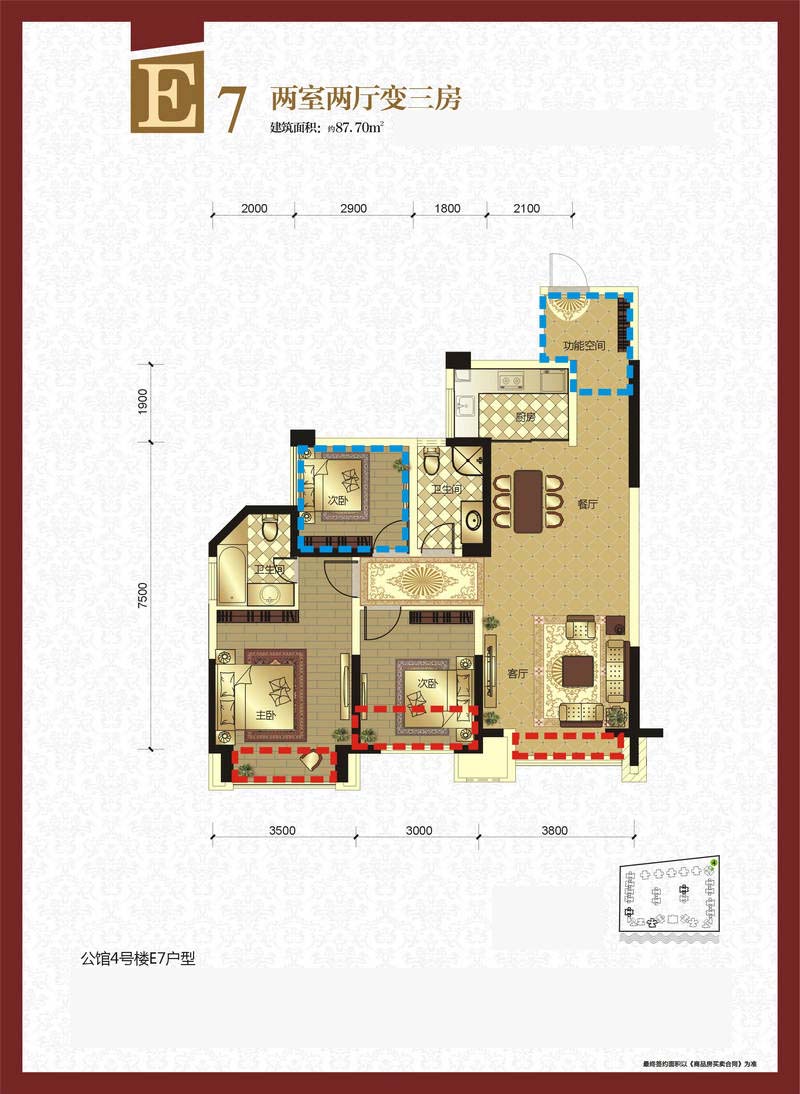 E7
两室两厅变三房
建筑面积：约87.70m²
2000 2900 1800 2100
功能空间
1900
厨房
次卧
卫生间
餐厅
卫生间
7500
客厅
次卧
主卧
3500 3000 3800
4
公馆4号楼E7户型
最终签约面积以《商品房买卖合同》为准